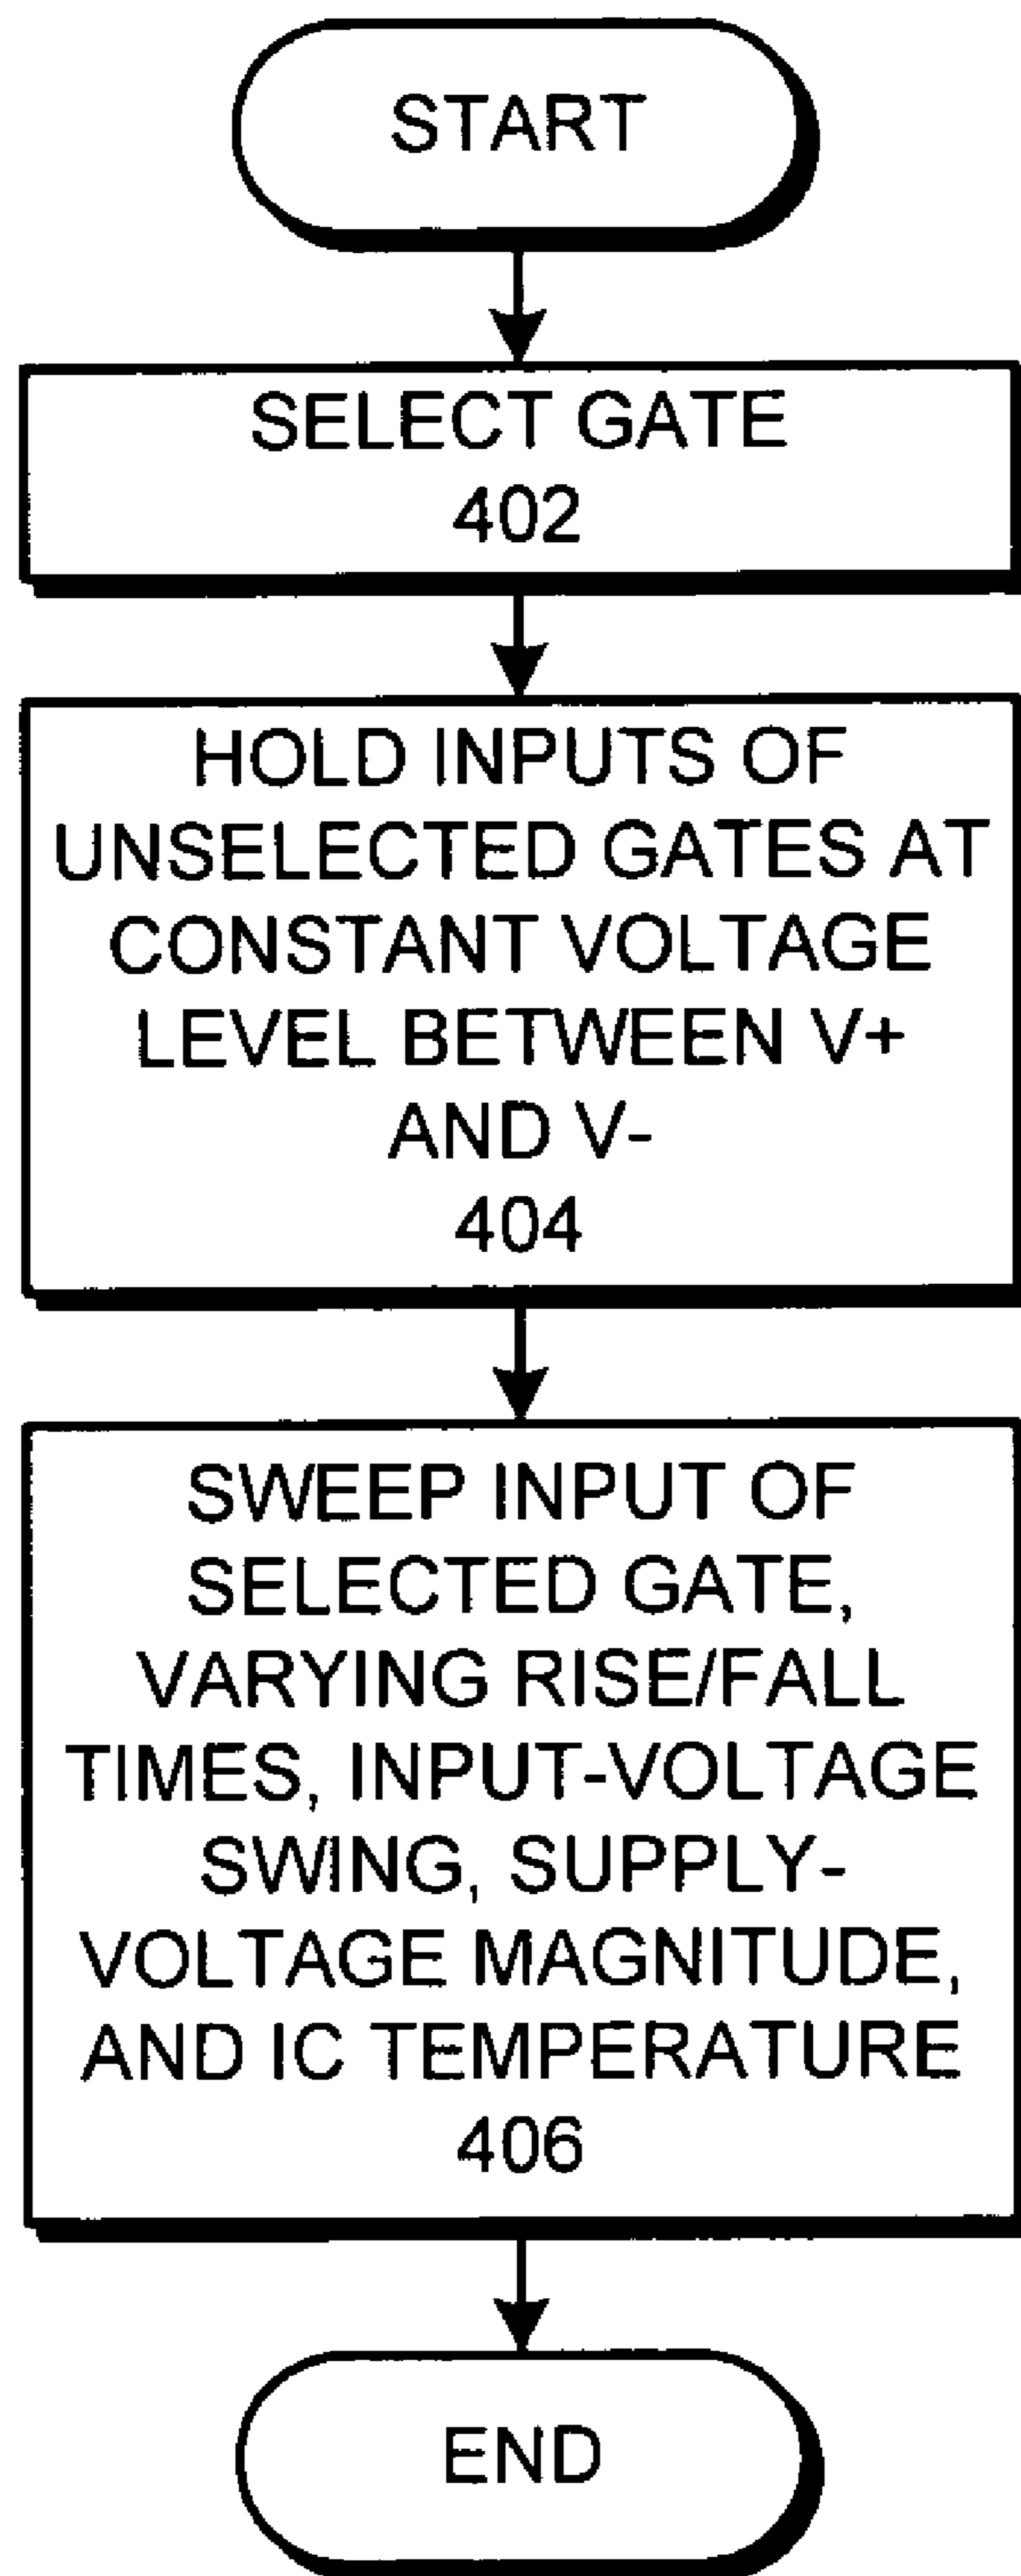 START
SELECT GATE
402
HOLD INPUTS OF
UNSELECTED GATES AT
CONSTANT VOLTAGE
LEVEL BETWEEN V+
AND V-
404
SWEEP INPUT OF
SELECTED GATE,
VARYING RISE/FALL
TIMES, INPUT-VOLTAGE
SWING, SUPPLY-
VOLTAGE MAGNITUDE,
AND IC TEMPERATURE
406
END